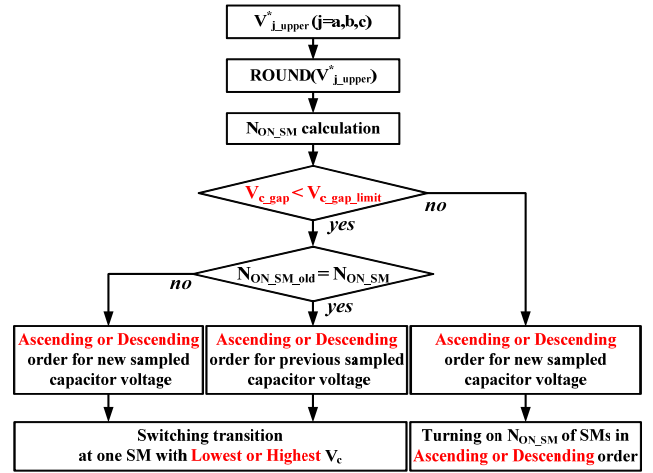 V*j_upper (j=a,b,c)
ROUND(V*j_upper)
NON_SM calculation
Vc_gap < Vc_gap_limit
no
yes
NON_SM_old = NON_SM
no
yes
Ascending or Descending
order for new sampled
capacitor voltage
Ascending or Descending
order for previous sampled
capacitor voltage
Ascending or Descending
order for new sampled
capacitor voltage
Switching transition
at one SM with Lowest or Highest Vc
Turning on NON_SM of SMs in
Ascending or Descending order